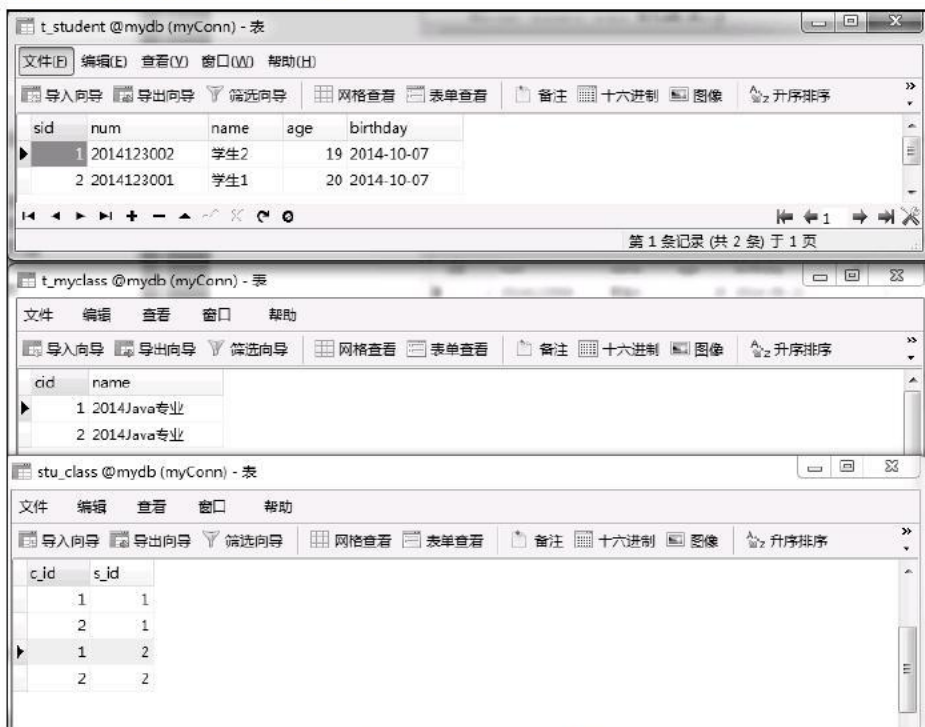 t_student @mydb (myConn) - 表
文件(F) 编辑(E) 查看(V) 窗口(W) 帮助(H)
导入向导 导出向导 筛选向导 网格查看 表单查看 备注 十六进制 图像 升序排序
sid num name age birthday
1 2014123002 学生2 19 2014-10-07
2 2014123001 学生1 20 2014-10-07
1
第 1 条记录 (共 2 条) 于 1 页
t_myclass @mydb (myConn) - 表
文件 编辑 查看 窗口 帮助
导入向导 导出向导 筛选向导 网格查看 表单查看 备注 十六进制 图像 升序排序
cid name
1 2014Java专业
2 2014Java专业
stu_class @mydb (myConn) - 表
文件 编辑 查看 窗口 帮助
导入向导 导出向导 筛选向导 网格查看 表单查看 备注 十六进制 图像 升序排序
c_id s_id
1 1
2 1
1 2
2 2